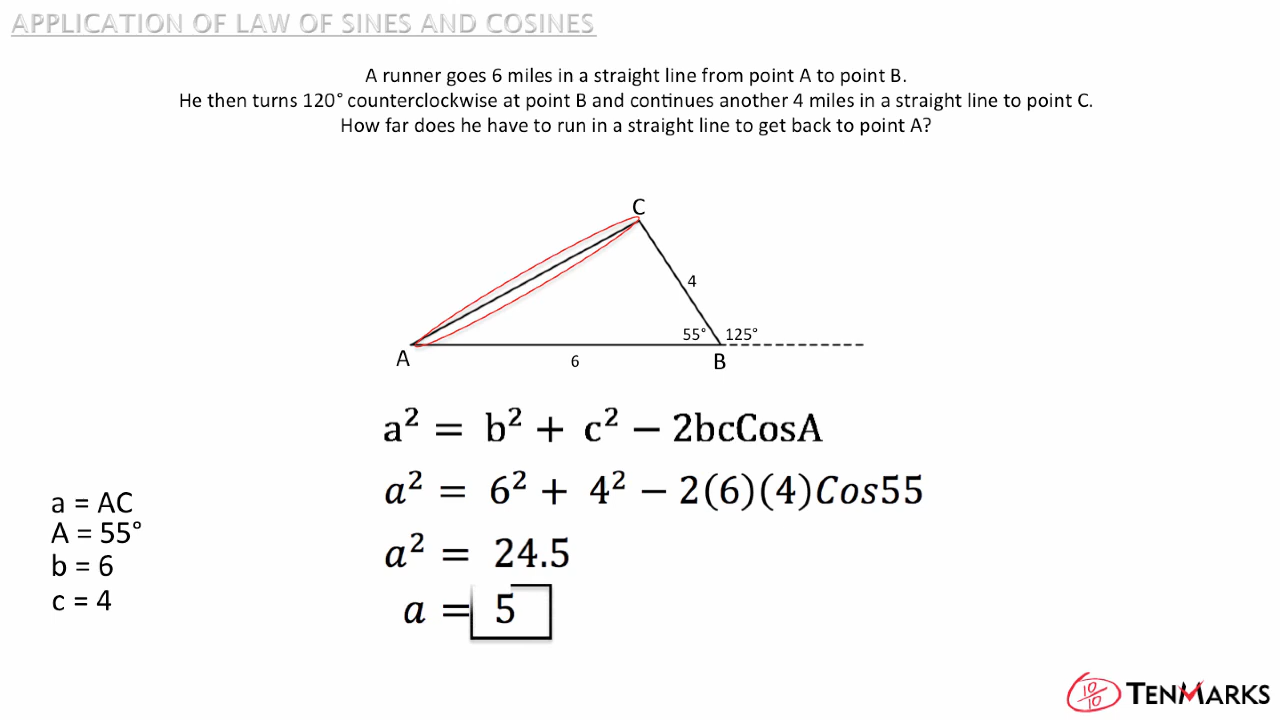 APPLICATION OF LAW OF SINES AND COSINES
A runner goes 6 miles in a straight line from point A to point B.
He then turns 120° counterclockwise at point B and continues another 4 miles in a straight line to point C.
How far does he have to run in a straight line to get back to point A?
C
4
55° 125°
A
6
B
a² = b² + c² − 2bcCosA
a² = 6² + 4² − 2(6)(4)Cos55
a² = 24.5
a = 5
a = AC
A = 55°
b = 6
c = 4
10/10 TENMARKS